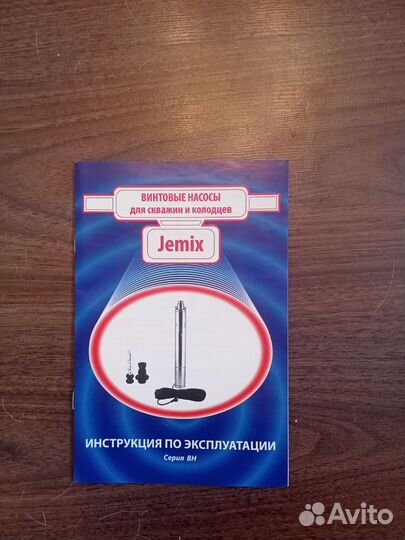 ВИНТОВЫЕ НАСОСЫ
для скважин и колодцев
Jemix
ИНСТРУКЦИЯ ПО ЭКСПЛУАТАЦИИ
Серия ВН
Avito